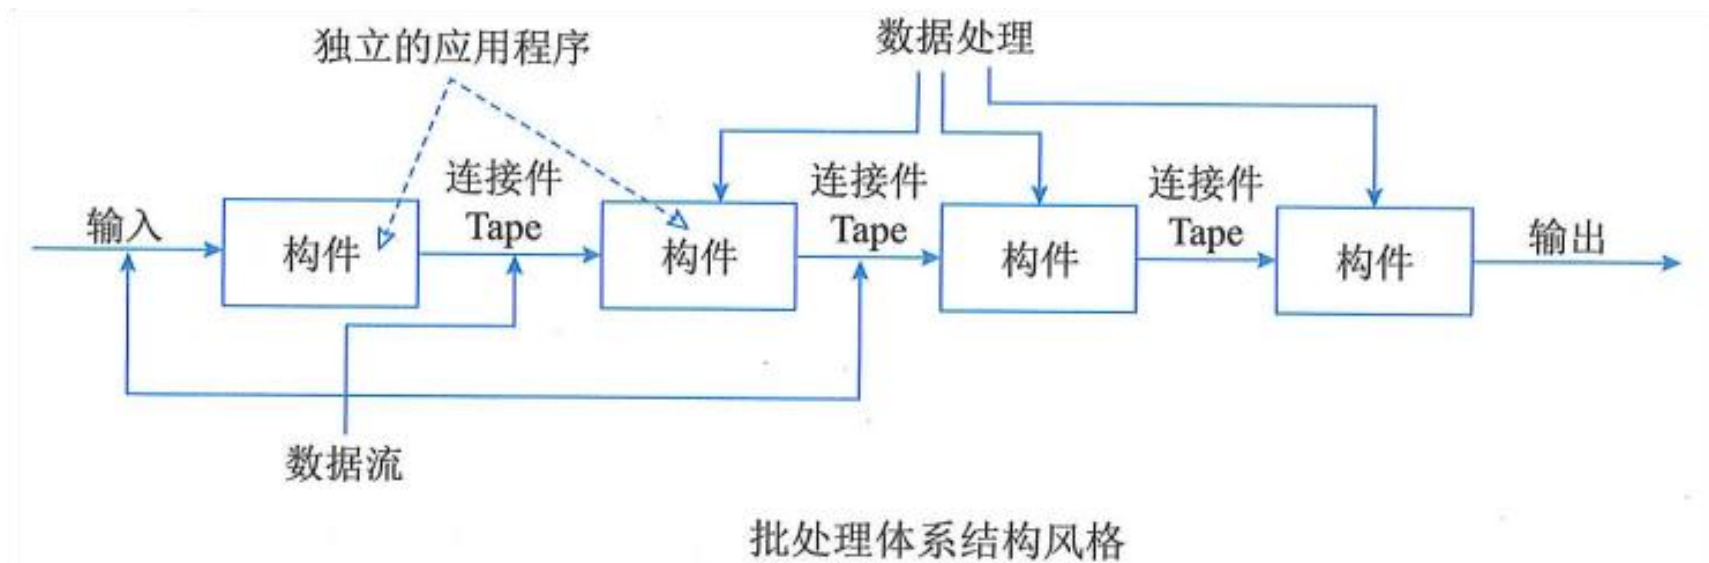 独立的应用程序
数据处理
连接件
Tape
连接件
Tape
连接件
Tape
输入
构件
构件
构件
构件
输出
数据流
批处理体系结构风格